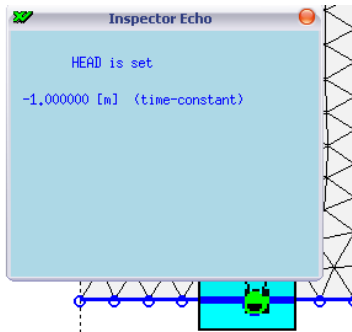 Inspector Echo
HEAD is set
-1.000000 [m] (time-constant)